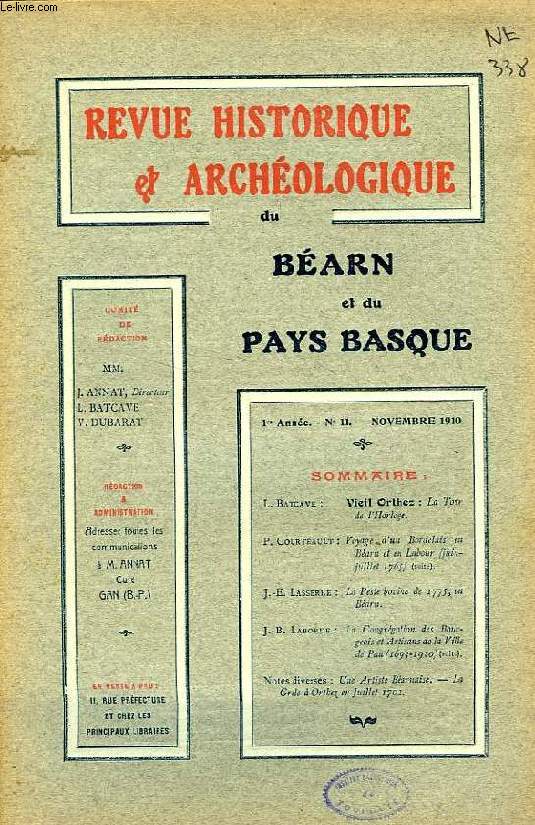 Le-livre.com
NE
338
REVUE HISTORIQUE
et ARCHÉOLOGIQUE
du
BÉARN
et du
PAYS BASQUE
COMITÉ
DE
RÉDACTION
MM.
J. ANNAT, Directeur
L. BATCAVE
V. DUBARAT
RÉDACTION
&
ADMINISTRATION
Adresser toutes les
communications
à M. ANNAT
Curé
GAN (B.-P.)
EN VENTE A PAU :
11, RUE PRÉFECTURE
ET CHEZ LES
PRINCIPAUX LIBRAIRES
1re Année. - N° 11. NOVEMBRE 1910
SOMMAIRE :
L. BATCAVE : Vieil Orthez : La Tour
de l'Horloge.
P. COURTEAULT : Voyage d'un Bordelais en
Béarn et en Labour (juin-
juillet 1765) (suite).
J.-E. LASSERRE : La Peste bovine de 1775, en
Béarn.
J.-B. LABORDE : La Congrégation des Bour-
geois et Artisans de la Ville
de Pau (1693-1910) (suite).
Notes diverses : Une Artiste Béarnaise. — La
Grêle à Orthez en Juillet 1702.